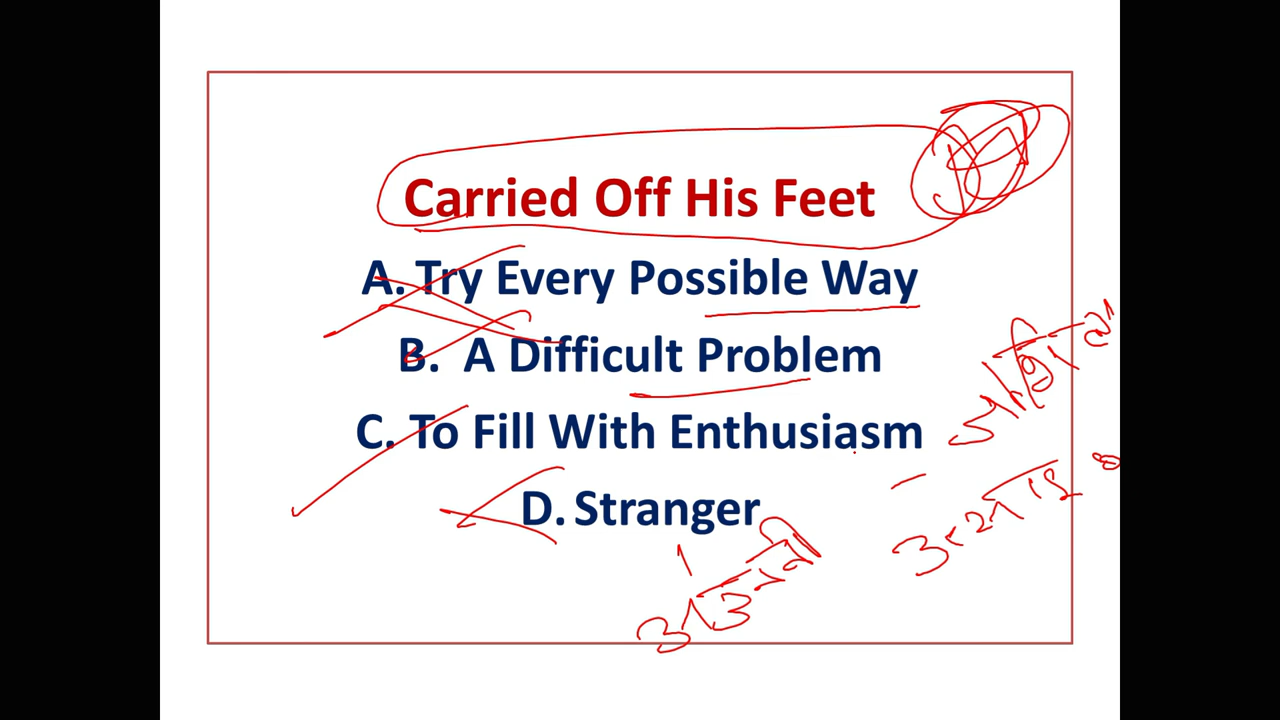 Carried Off His Feet
A. Try Every Possible Way
B. A Difficult Problem
C. To Fill With Enthusiasm
D. Stranger